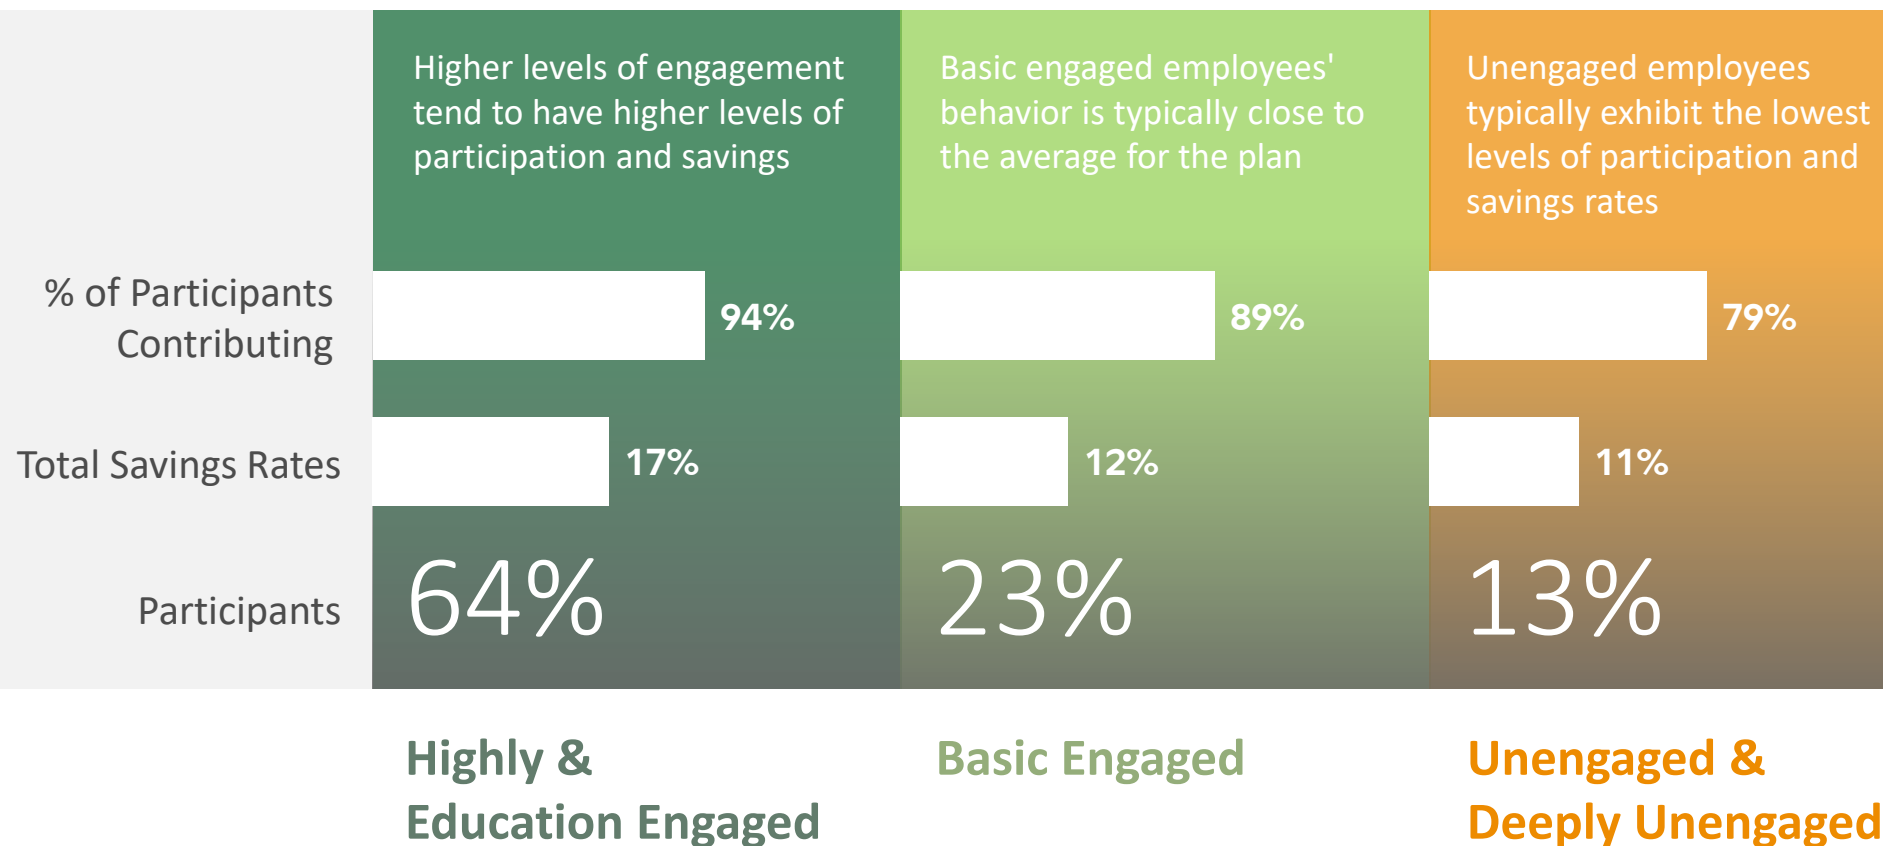 Higher levels of engagement
tend to have higher levels of
participation and savings
Basic engaged employees'
behavior is typically close to
the average for the plan
Unengaged employees
typically exhibit the lowest
levels of participation and
savings rates
% of Participants
Contributing
94%
89%
79%
Total Savings Rates
17%
12%
11%
Participants
64%
23%
13%
Highly &
Education Engaged
Basic Engaged
Unengaged &
Deeply Unengaged